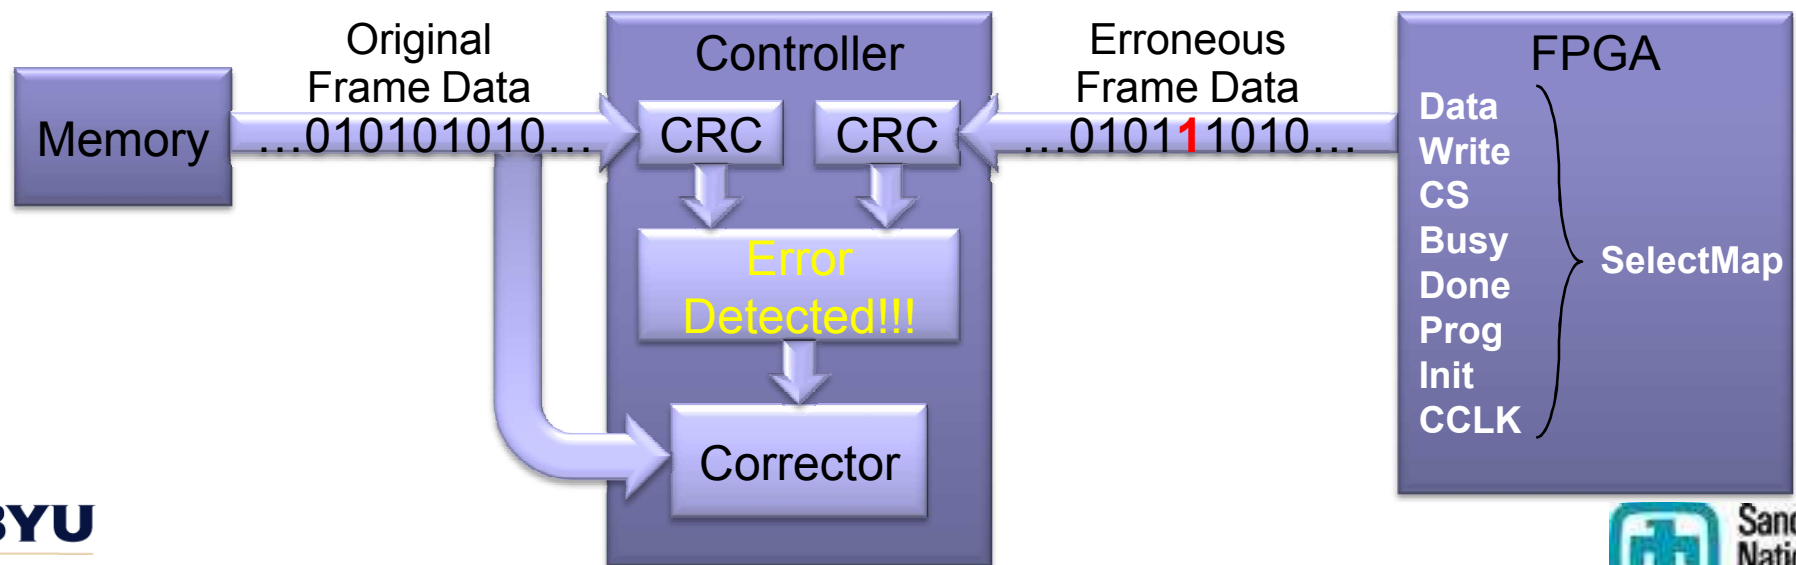 Original
Frame Data
Memory
...010101010...
Controller
CRC
CRC
Error
Detected!!!
Corrector
Erroneous
Frame Data
...010111010...
FPGA
Data
Write
CS
Busy
Done
Prog
Init
CCLK
SelectMap
BYU